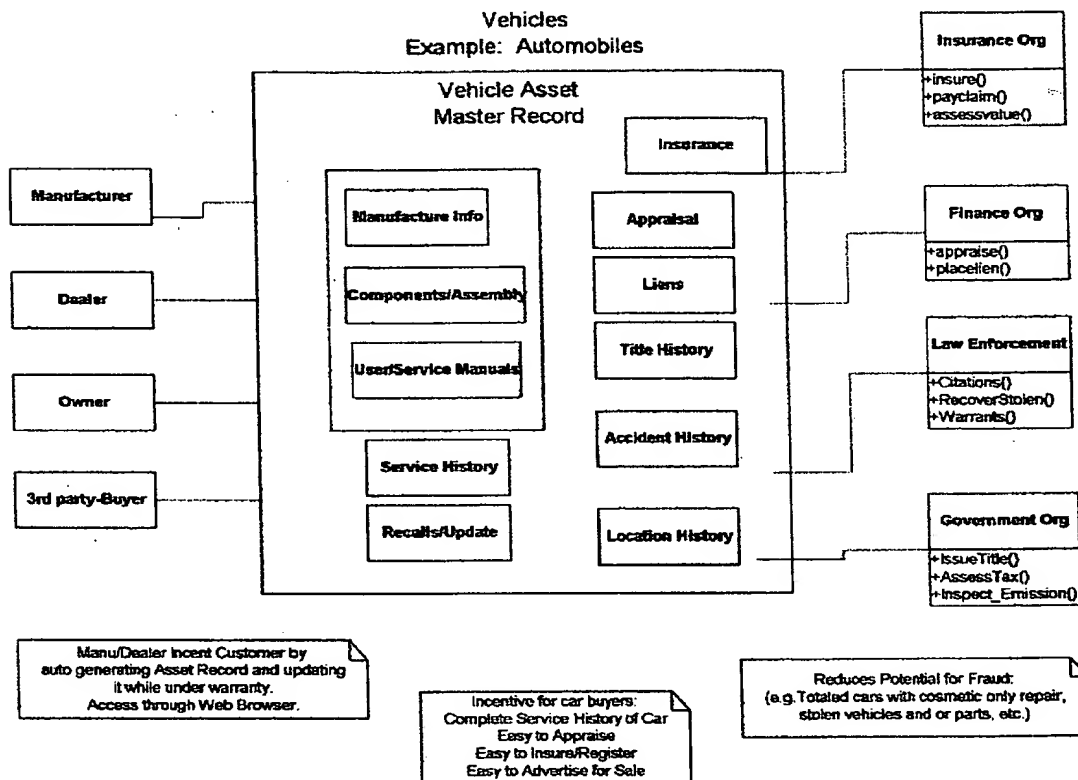 Vehicles
Example: Automobiles
Vehicle Asset
Master Record
Manufacturer
Dealer
Owner
3rd party-Buyer
Manufacture Info
Components/Assembly
User/Service Manuals
Service History
Recalls/Update
Insurance
Appraisal
Liens
Title History
Accident History
Location History
Insurance Org
+insure()
+payclaim()
+assessvalue()
Finance Org
+appraise()
+placelien()
Law Enforcement
+Citations()
+RecoverStolen()
+Warrants()
Government Org
+IssueTitle()
+AssessTax()
+Inspect_Emission()
Manu/Dealer Incent Customer by
auto generating Asset Record and updating
it while under warranty.
Access through Web Browser.
Incentive for car buyers:
Complete Service History of Car
Easy to Appraise
Easy to Insure/Register
Easy to Advertise for Sale
Reduces Potential for Fraud:
(e.g. Totaled cars with cosmetic only repair,
stolen vehicles and or parts, etc.)